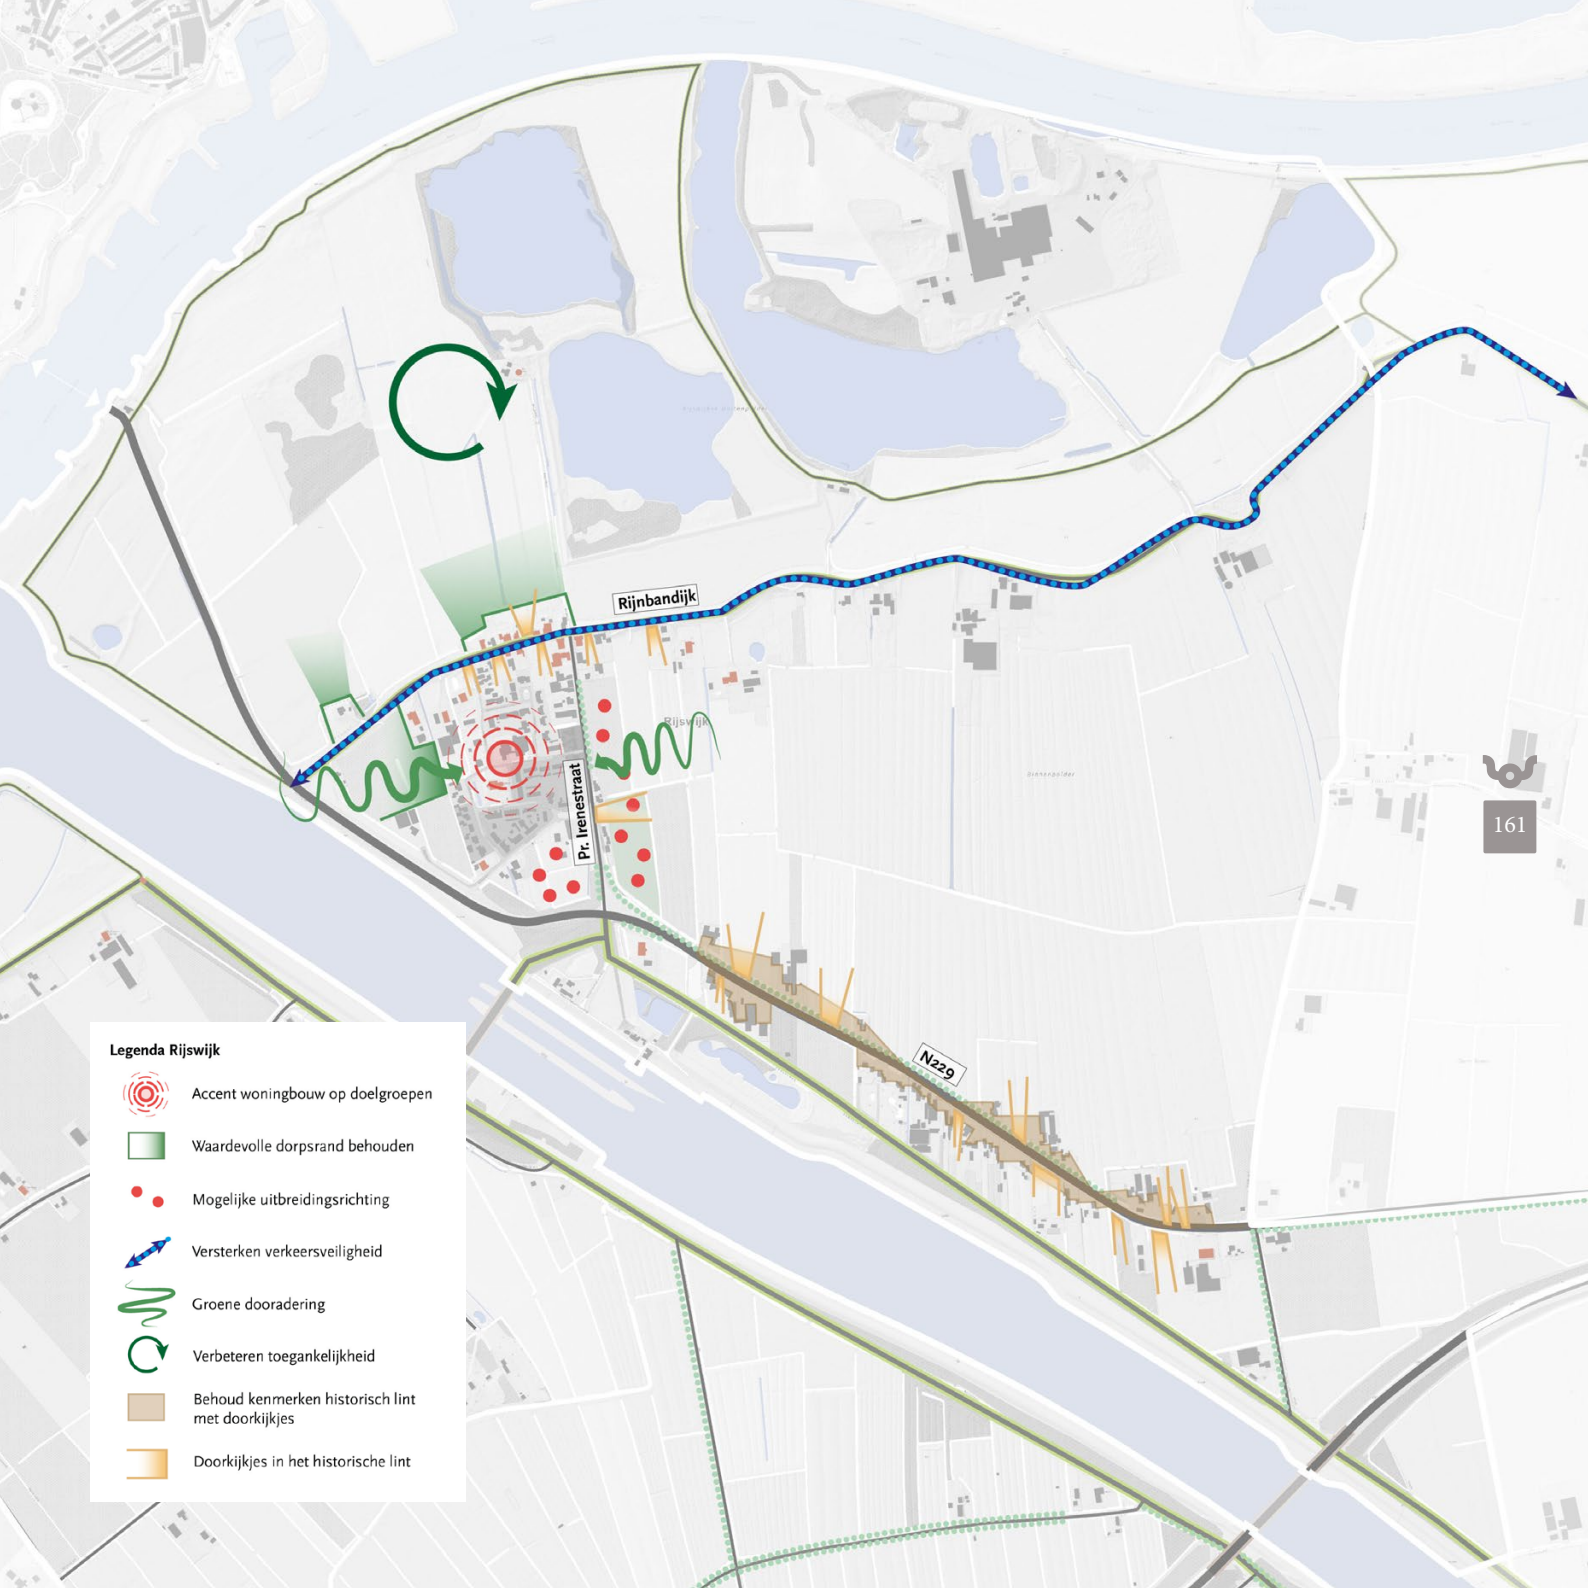 Rijnbandijk
Rijswijk
Pr. Irenestraat
161
N229
Legenda Rijswijk
Accent woningbouw op doelgroepen
Waardevolle dorpsrand behouden
Mogelijke uitbreidingsrichting
Versterken verkeersveiligheid
Groene dooradering
Verbeteren toegankelijkheid
Behoud kenmerken historisch lint
met doorkijkjes
Doorkijkjes in het historische lint